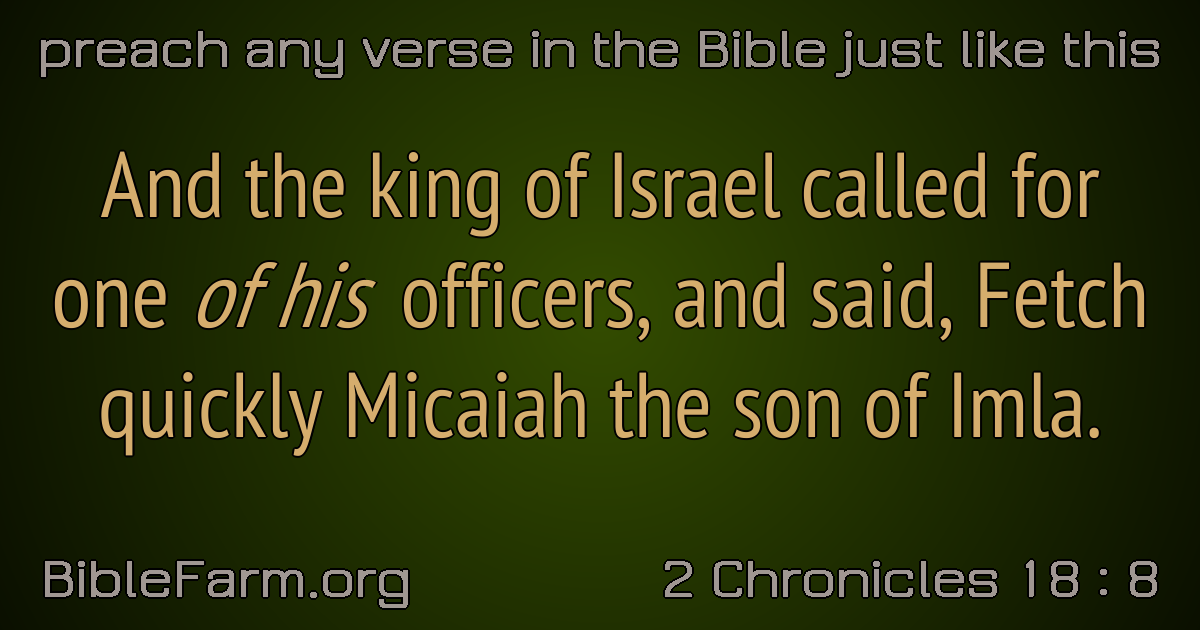 preach any verse in the Bible just like this
And the king of Israel called for
one of his officers, and said, Fetch
quickly Micaiah the son of Imla.
BibleFarm.org
2 Chronicles 18 : 8